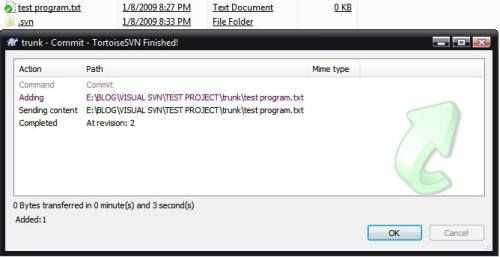 test program.txt 1/8/2009 8:27 PM Text Document 0 KB
.svn 1/8/2009 8:33 PM File Folder
trunk - Commit - TortoiseSVN Finished!
Action Path Mime type
Command Commit
Adding E:\BLOG\VISUAL SVN\TEST PROJECT\trunk\test program.txt
Sending content E:\BLOG\VISUAL SVN\TEST PROJECT\trunk\test program.txt
Completed At revision: 2
0 Bytes transferred in 0 minute(s) and 3 second(s)
Added:1
OK Cancel